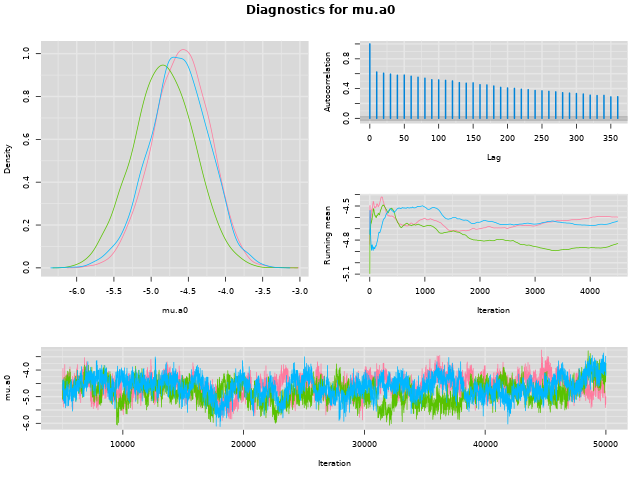 Diagnostics for mu.a0
Density
0.0 0.2 0.4 0.6 0.8 1.0
-6.0 -5.5 -5.0 -4.5 -4.0 -3.5 -3.0
mu.a0
Autocorrelation
0.0 0.4 0.8
0 50 100 150 200 250 300 350
Lag
Running mean
-5.1 -4.8 -4.5
0 1000 2000 3000 4000
Iteration
mu.a0
-6.0 -5.0 -4.0
10000 20000 30000 40000 50000
Iteration